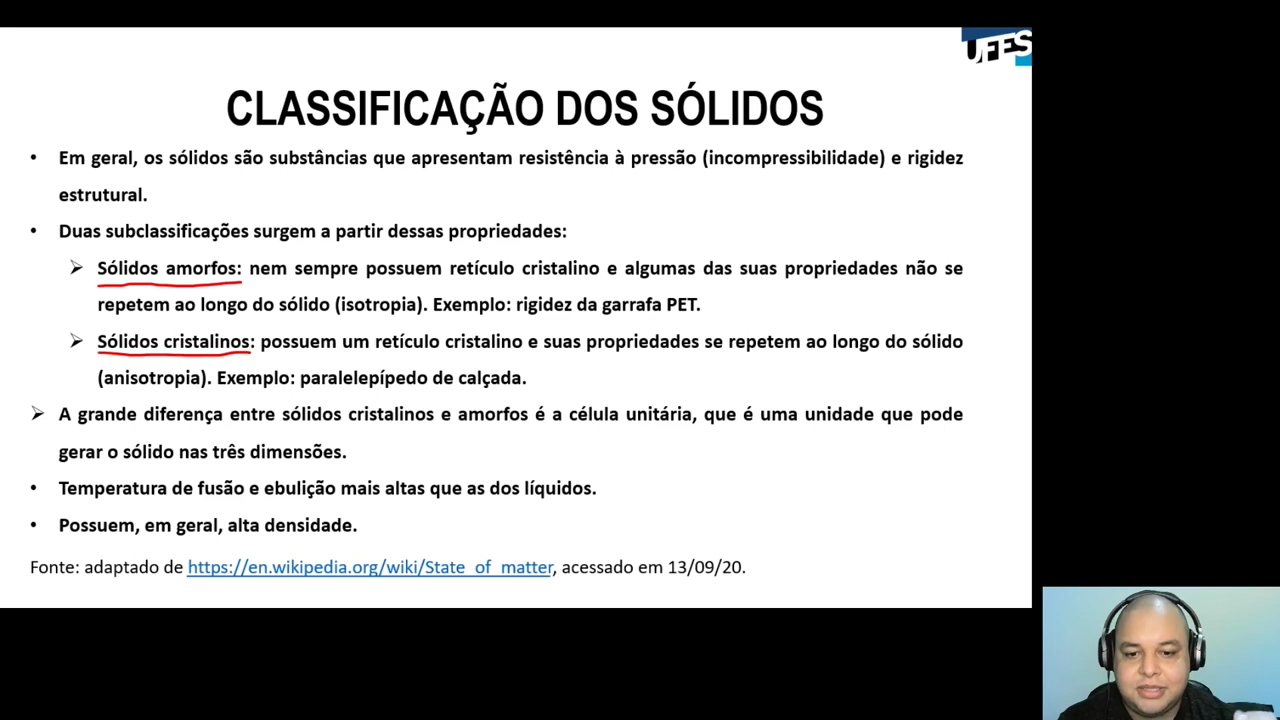 UFES
CLASSIFICAÇÃO DOS SÓLIDOS
• Em geral, os sólidos são substâncias que apresentam resistência à pressão (incompressibilidade) e rigidez
estrutural.
• Duas subclassificações surgem a partir dessas propriedades:
➢ Sólidos amorfos: nem sempre possuem retículo cristalino e algumas das suas propriedades não se
repetem ao longo do sólido (isotropia). Exemplo: rigidez da garrafa PET.
➢ Sólidos cristalinos: possuem um retículo cristalino e suas propriedades se repetem ao longo do sólido
(anisotropia). Exemplo: paralelepípedo de calçada.
➢ A grande diferença entre sólidos cristalinos e amorfos é a célula unitária, que é uma unidade que pode
gerar o sólido nas três dimensões.
• Temperatura de fusão e ebulição mais altas que as dos líquidos.
• Possuem, em geral, alta densidade.
Fonte: adaptado de https://en.wikipedia.org/wiki/State_of_matter, acessado em 13/09/20.